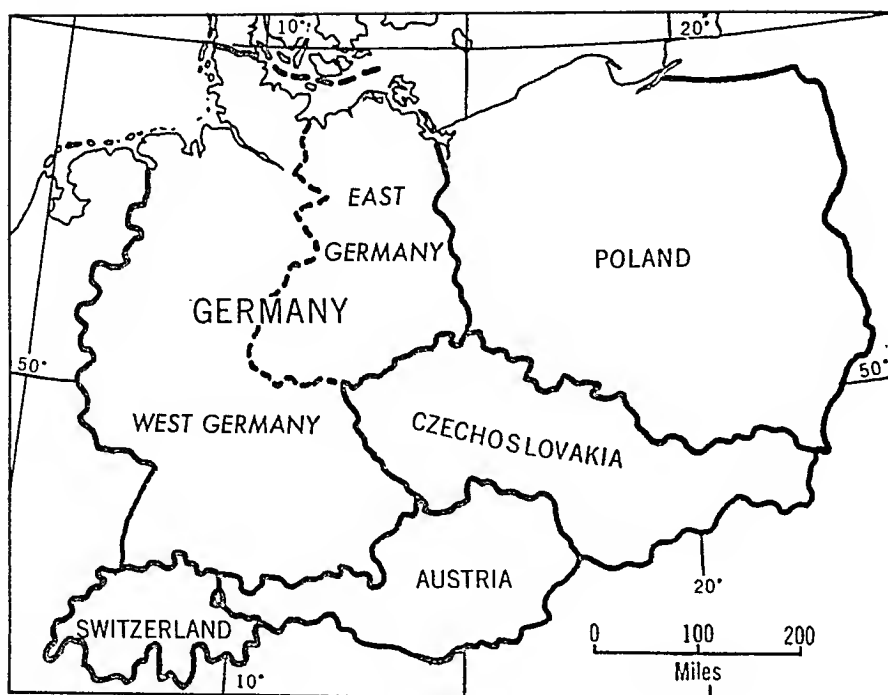 10°
20°
EAST
GERMANY
POLAND
GERMANY
50°
50°
WEST GERMANY
CZECHOSLOVAKIA
AUSTRIA
20°
SWITZERLAND
0 100 200
Miles
10°